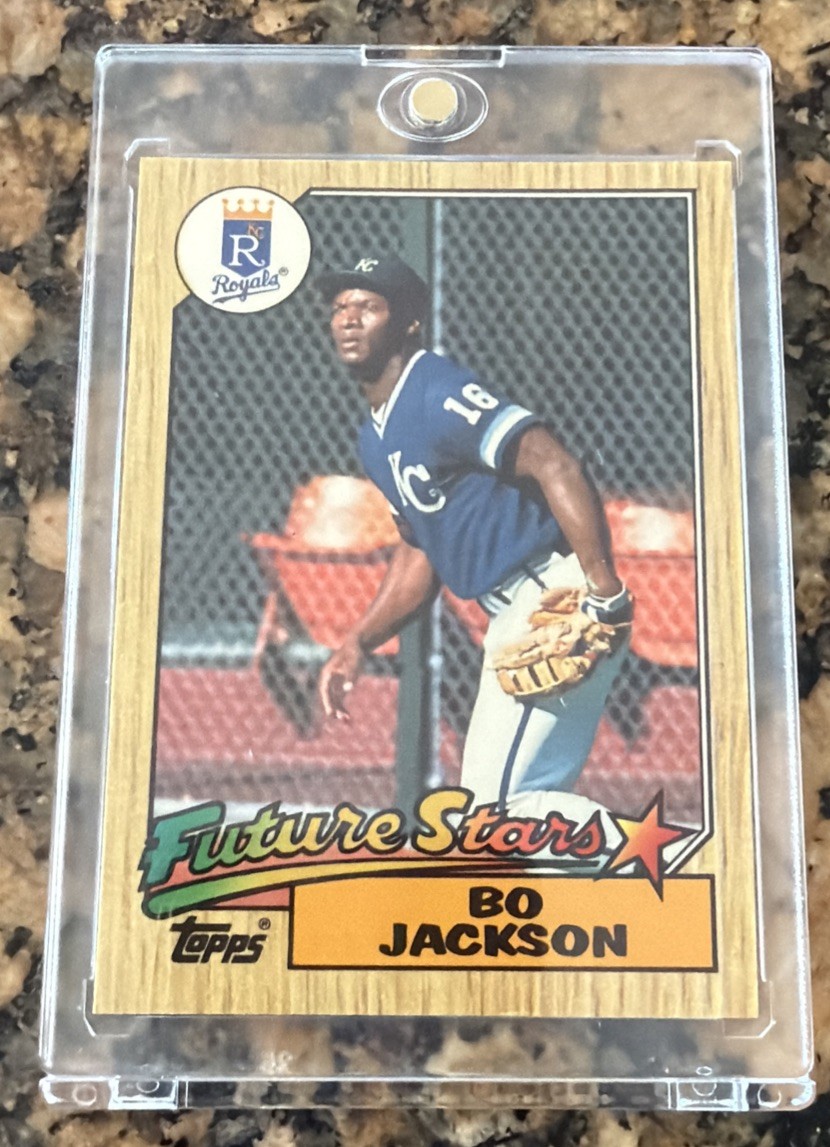 KC
R
Royals®
KC
16
KC
Future Stars
topps®
BO
JACKSON